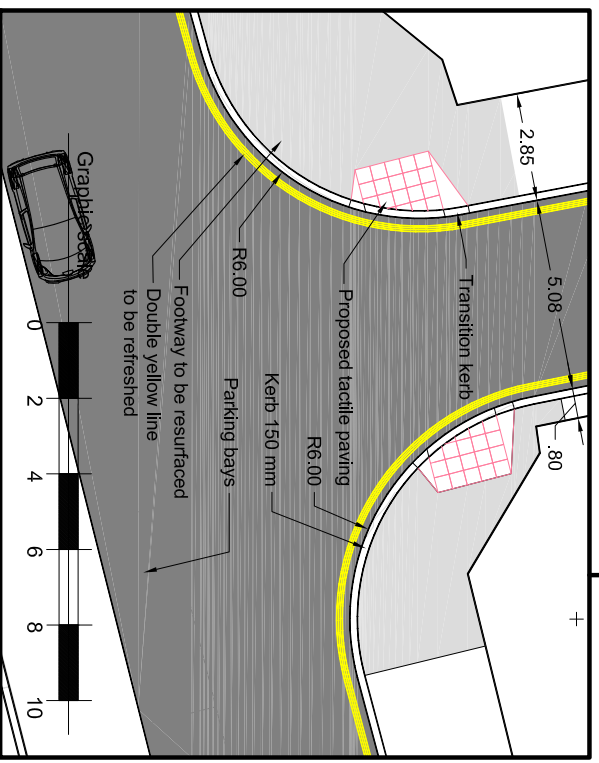 2.85
5.08
.80
Transition kerb
Proposed tactile paving
R6.00
Kerb 150 mm
R6.00
Parking bays
Footway to be resurfaced
Double yellow line
to be refreshed
Graphic scale
0 2 4 6 8 10